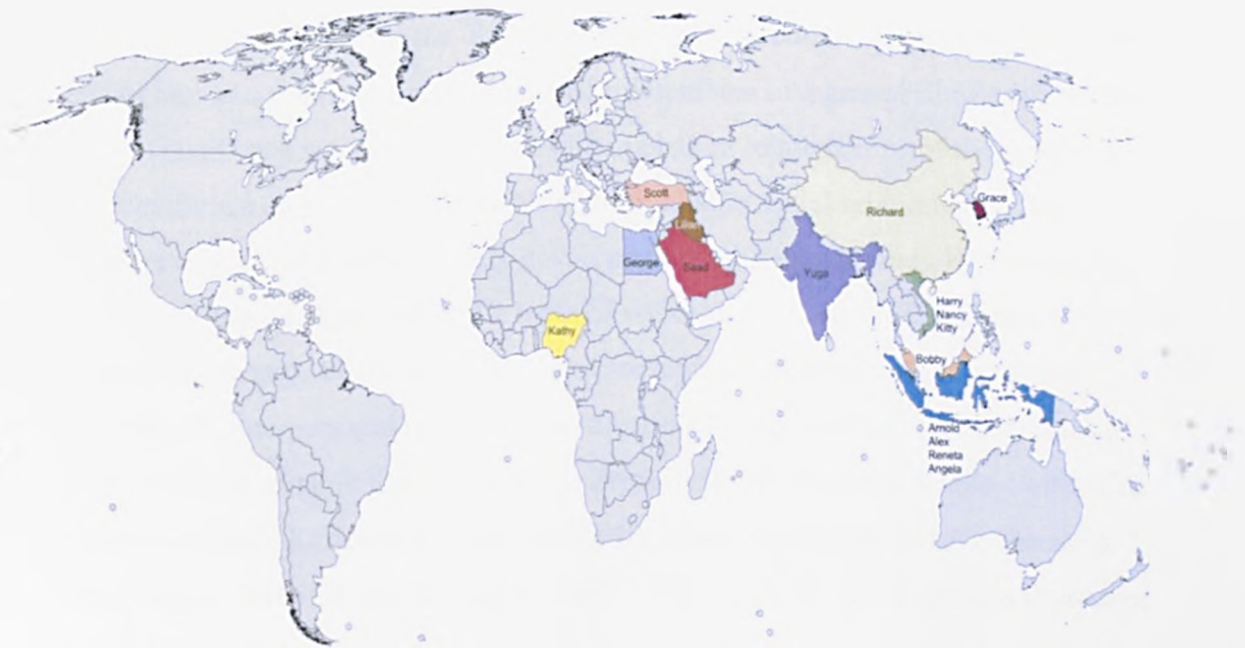 Scott
Grace
Richard
George
Saad
Yuga
Harry
Nancy
Kitty
Kathy
Bobby
Arnold
Alex
Reneta
Angela